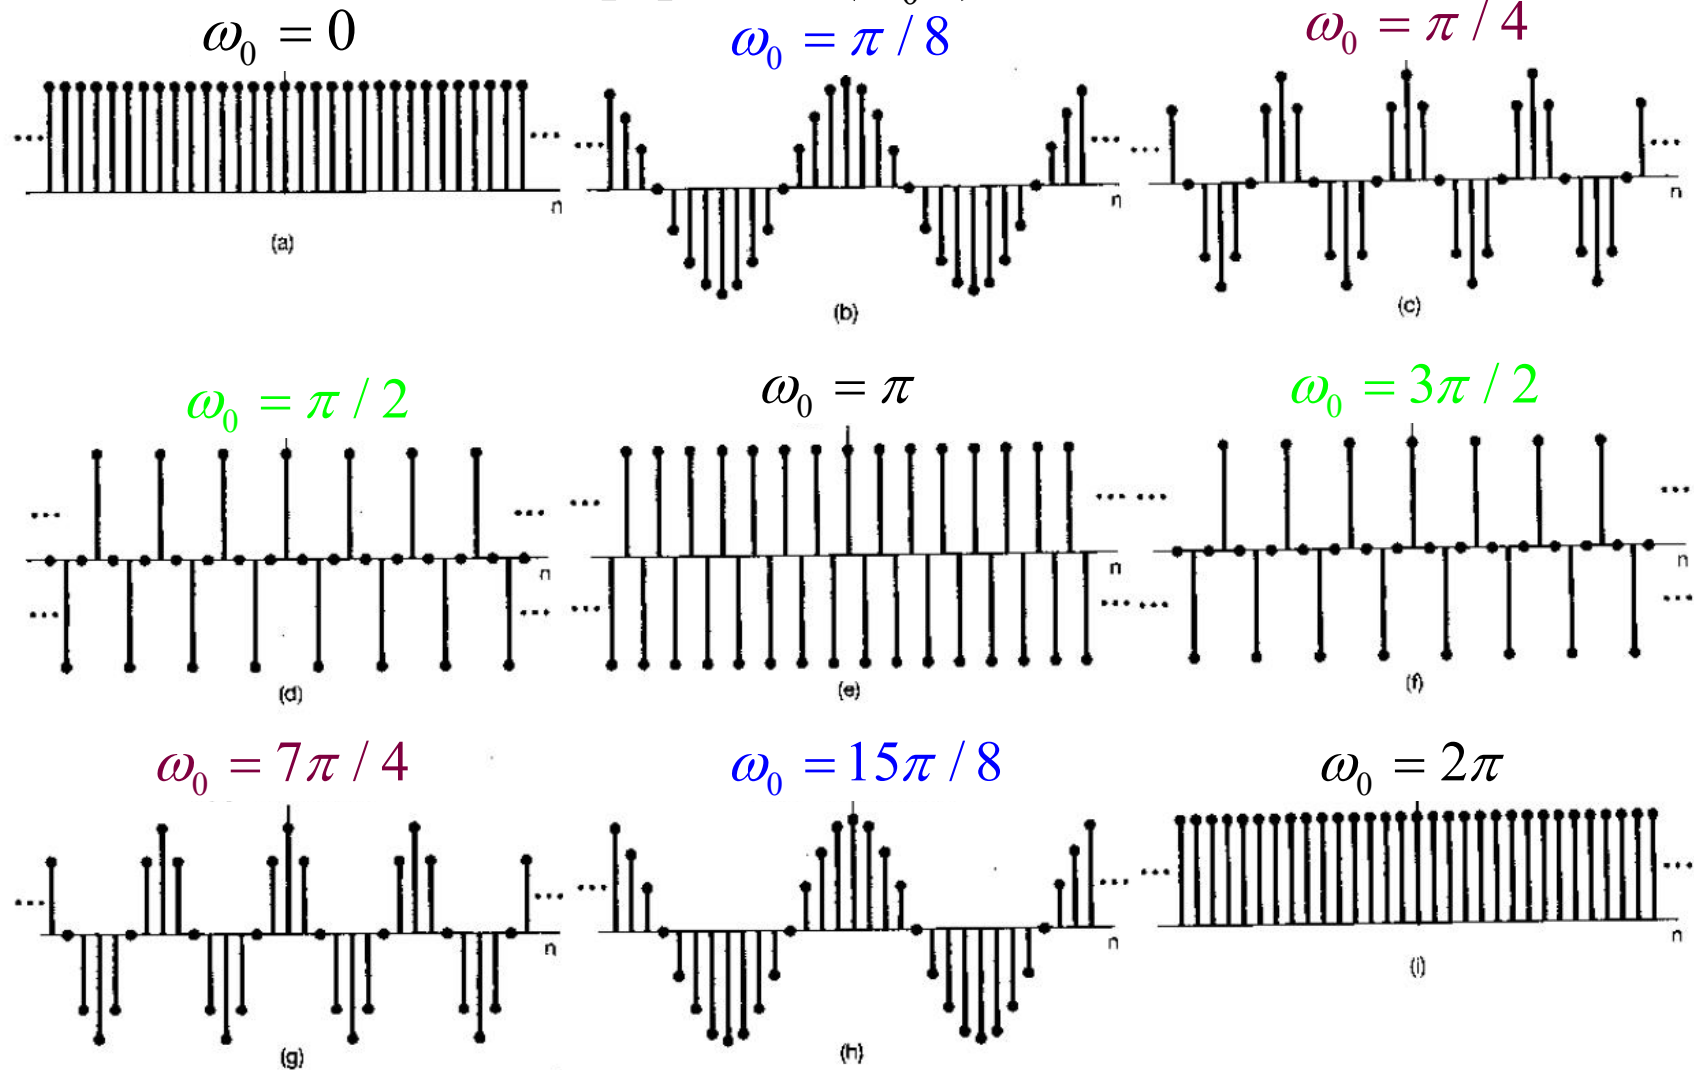 ω₀ = 0
ω₀ = π / 8
ω₀ = π / 4
... ... n
(a)
... ... n
(b)
... ... n
(c)
ω₀ = π / 2
ω₀ = π
ω₀ = 3π / 2
... ... n
... ...
(d)
... ... n
... ...
(e)
... ... n
... ...
(f)
ω₀ = 7π / 4
ω₀ = 15π / 8
ω₀ = 2π
... ... n
(g)
... ... n
(h)
... ... n
(i)